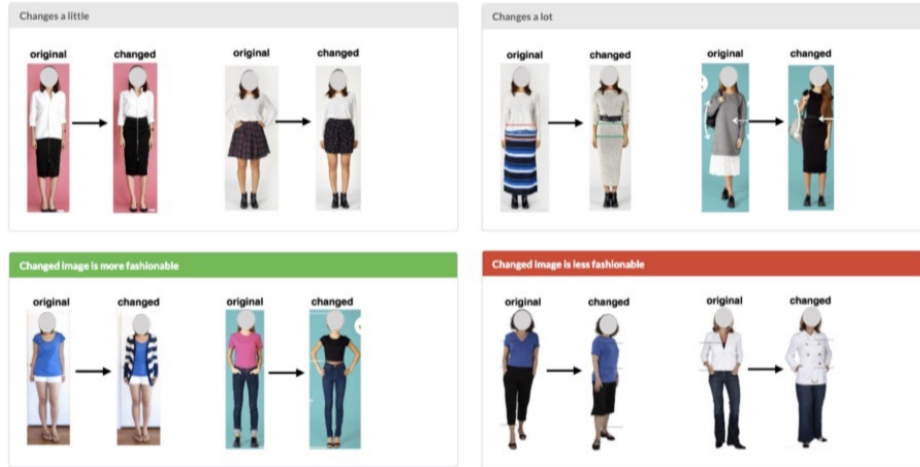 Changes a little
original changed original changed
Changes a lot
original changed original changed
Changed image is more fashionable
original changed original changed
Changed image is less fashionable
original changed original changed